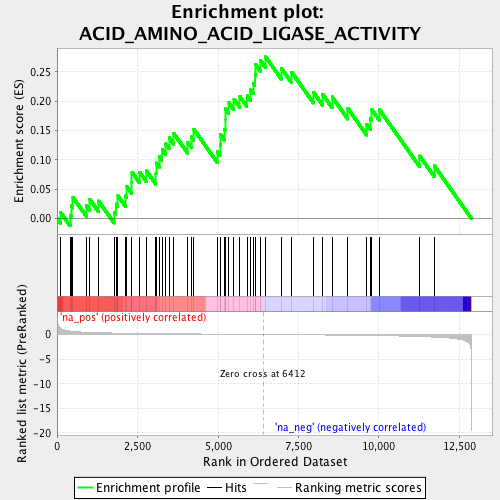 Enrichment plot:
ACID_AMINO_ACID_LIGASE_ACTIVITY
Enrichment score (ES)
0.25
0.20
0.15
0.10
0.05
0.00
'na_pos' (positively correlated)
Ranked list metric (PreRanked)
0
-5
-10
-15
-20
Zero cross at 6412
'na_neg' (negatively correlated)
0
2,500
5,000
7,500
10,000
12,500
Rank in Ordered Dataset
Enrichment profile
Hits
Ranking metric scores